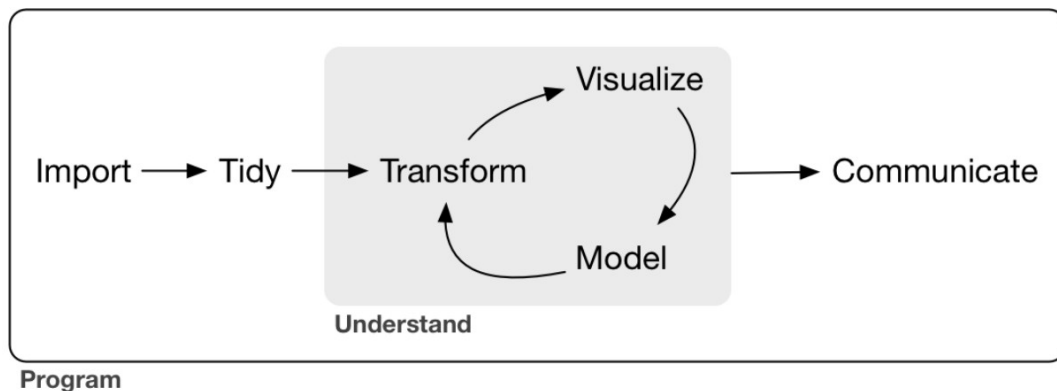 Visualize
Import Tidy Transform Communicate
Model
Understand
Program